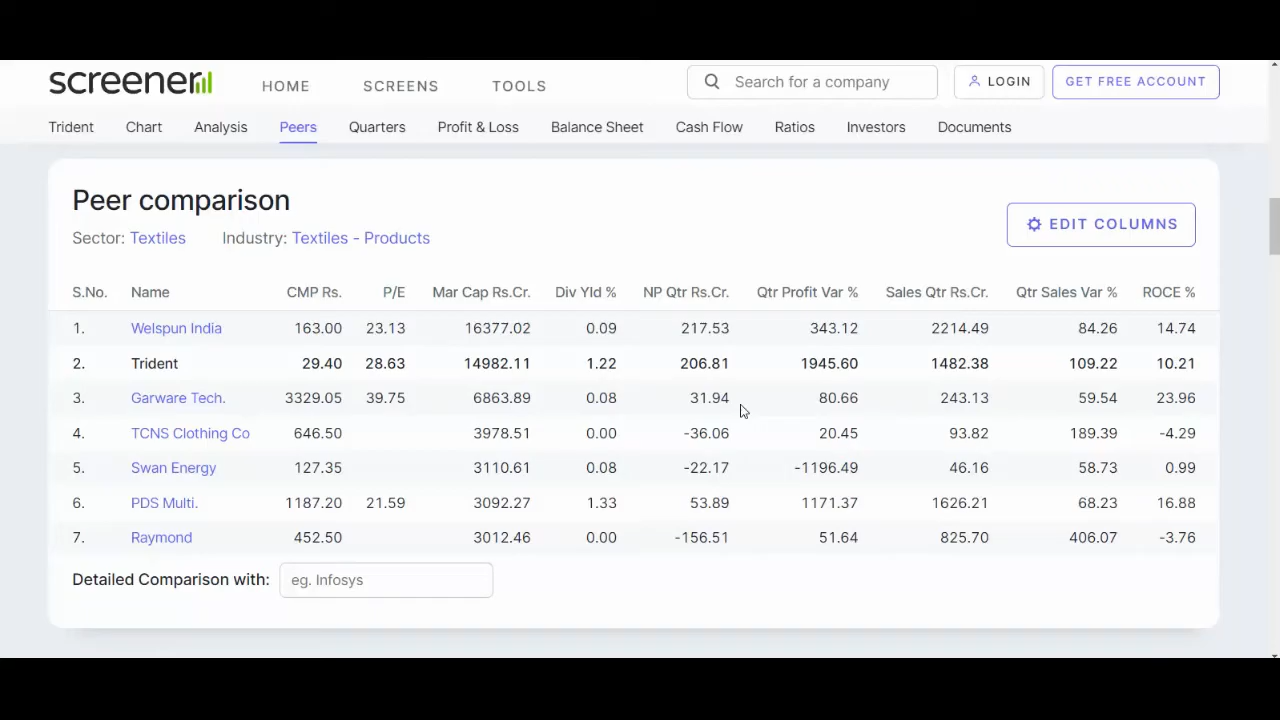 screener HOME SCREENS TOOLS Search for a company LOGIN GET FREE ACCOUNT
Trident Chart Analysis Peers Quarters Profit & Loss Balance Sheet Cash Flow Ratios Investors Documents
Peer comparison
Sector: Textiles Industry: Textiles - Products
EDIT COLUMNS
S.No. Name CMP Rs. P/E Mar Cap Rs.Cr. Div Yld % NP Qtr Rs.Cr. Qtr Profit Var % Sales Qtr Rs.Cr. Qtr Sales Var % ROCE %
1. Welspun India 163.00 23.13 16377.02 0.09 217.53 343.12 2214.49 84.26 14.74
2. Trident 29.40 28.63 14982.11 1.22 206.81 1945.60 1482.38 109.22 10.21
3. Garware Tech. 3329.05 39.75 6863.89 0.08 31.94 80.66 243.13 59.54 23.96
4. TCNS Clothing Co 646.50 3978.51 0.00 -36.06 20.45 93.82 189.39 -4.29
5. Swan Energy 127.35 3110.61 0.08 -22.17 -1196.49 46.16 58.73 0.99
6. PDS Multi. 1187.20 21.59 3092.27 1.33 53.89 1171.37 1626.21 68.23 16.88
7. Raymond 452.50 3012.46 0.00 -156.51 51.64 825.70 406.07 -3.76
Detailed Comparison with: eg. Infosys